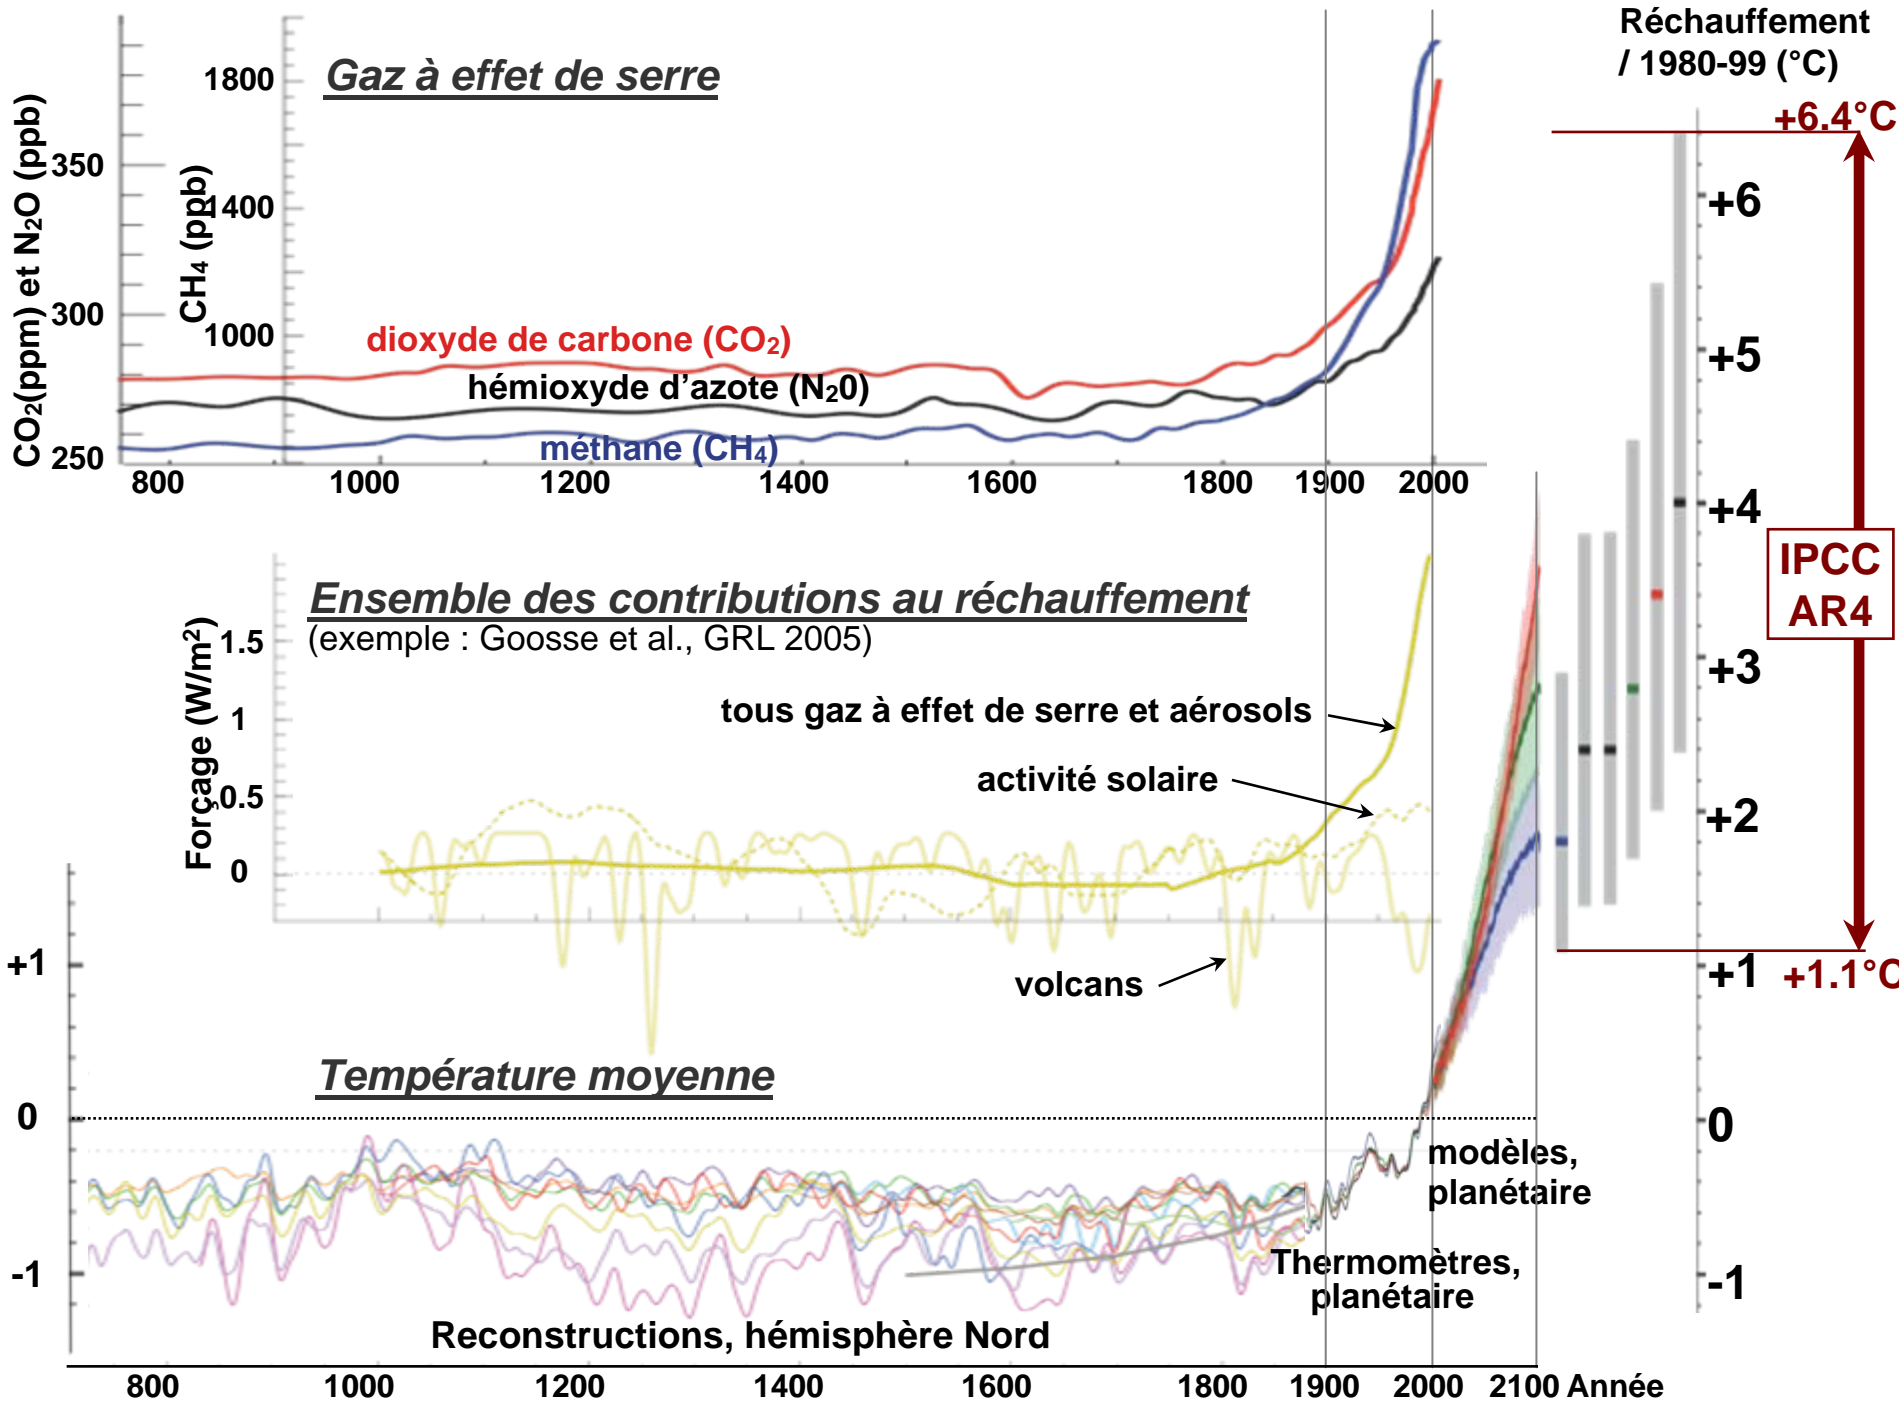 Réchauffement
/ 1980-99 (°C)
Gaz à effet de serre
CO₂(ppm) et N₂O (ppb)
350
300
250
CH₄ (ppb)
1800
1400
1000
dioxyde de carbone (CO₂)
hémioxyde d'azote (N₂0)
méthane (CH₄)
800 1000 1200 1400 1600 1800 1900 2000
+6.4°C
+6
+5
+4
+3
+2
+1
0
-1
IPCC
AR4
+1.1°C
Ensemble des contributions au réchauffement
(exemple : Goosse et al., GRL 2005)
Forçage (W/m²)
1.5
1
0.5
0
tous gaz à effet de serre et aérosols
activité solaire
volcans
Température moyenne
+1
0
-1
modèles,
planétaire
Thermomètres,
planétaire
Reconstructions, hémisphère Nord
800 1000 1200 1400 1600 1800 1900 2000 2100 Année